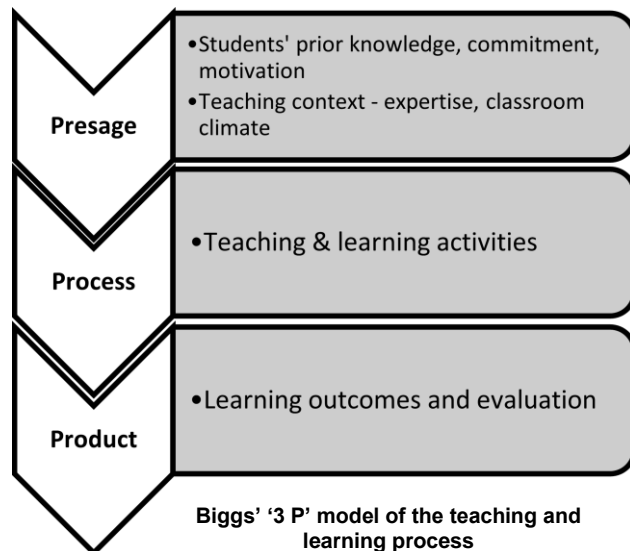 Presage
•Students' prior knowledge, commitment,
motivation
•Teaching context - expertise, classroom
climate
Process
•Teaching & learning activities
Product
•Learning outcomes and evaluation
Biggs' ‘3 P’ model of the teaching and
learning process